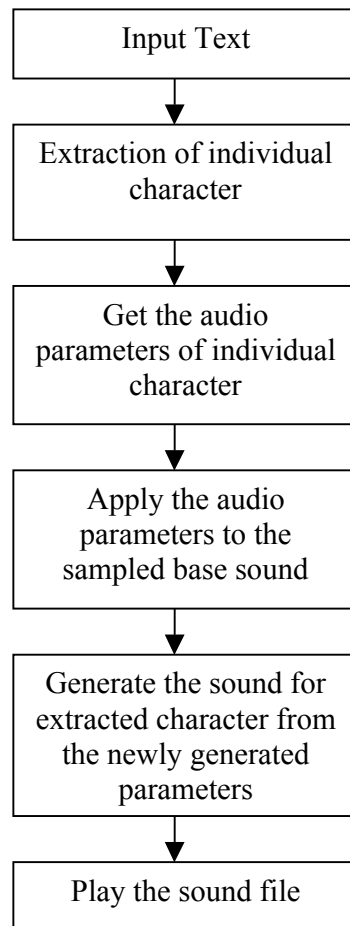 Input Text
Extraction of individual
character
Get the audio
parameters of individual
character
Apply the audio
parameters to the
sampled base sound
Generate the sound for
extracted character from
the newly generated
parameters
Play the sound file